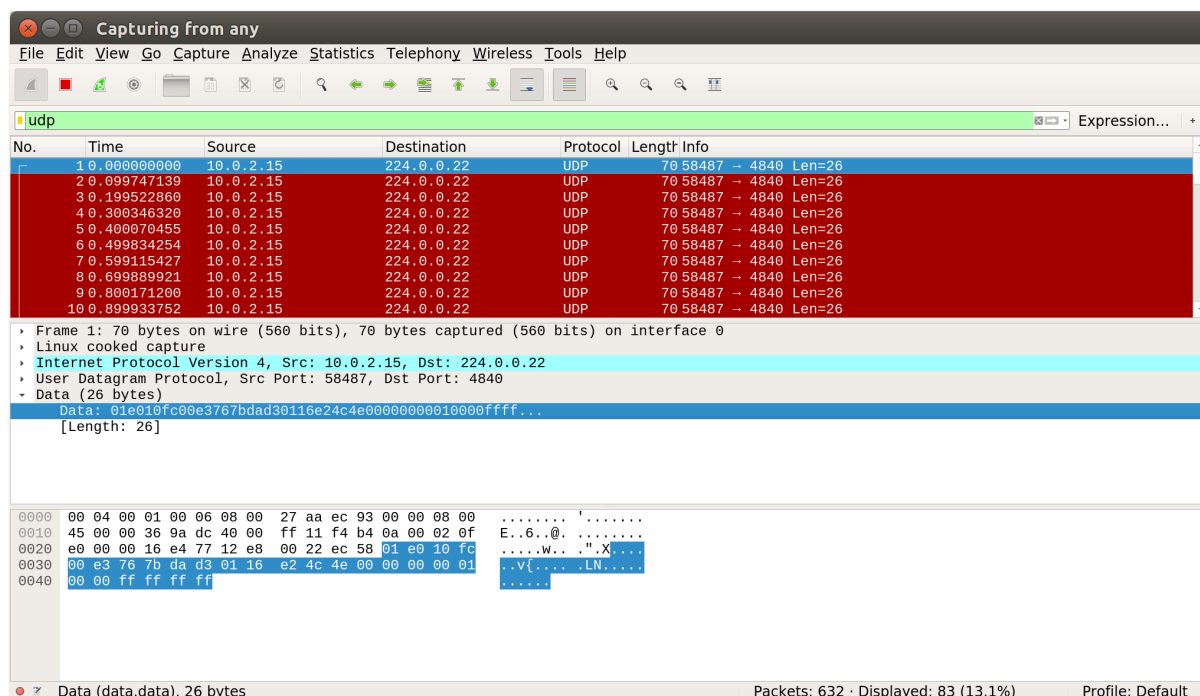 Capturing from any
File Edit View Go Capture Analyze Statistics Telephony Wireless Tools Help
udp Expression... +
No. Time Source Destination Protocol Length Info
1 0.000000000 10.0.2.15 224.0.0.22 UDP 70 58487 → 4840 Len=26
2 0.099747139 10.0.2.15 224.0.0.22 UDP 70 58487 → 4840 Len=26
3 0.199522860 10.0.2.15 224.0.0.22 UDP 70 58487 → 4840 Len=26
4 0.300346320 10.0.2.15 224.0.0.22 UDP 70 58487 → 4840 Len=26
5 0.400070455 10.0.2.15 224.0.0.22 UDP 70 58487 → 4840 Len=26
6 0.499834254 10.0.2.15 224.0.0.22 UDP 70 58487 → 4840 Len=26
7 0.599115427 10.0.2.15 224.0.0.22 UDP 70 58487 → 4840 Len=26
8 0.699889921 10.0.2.15 224.0.0.22 UDP 70 58487 → 4840 Len=26
9 0.800171200 10.0.2.15 224.0.0.22 UDP 70 58487 → 4840 Len=26
10 0.899933752 10.0.2.15 224.0.0.22 UDP 70 58487 → 4840 Len=26
Frame 1: 70 bytes on wire (560 bits), 70 bytes captured (560 bits) on interface 0
Linux cooked capture
Internet Protocol Version 4, Src: 10.0.2.15, Dst: 224.0.0.22
User Datagram Protocol, Src Port: 58487, Dst Port: 4840
Data (26 bytes)
Data: 01e010fc00e3767bdad30116e24c4e00000000010000ffff...
[Length: 26]
0000 00 04 00 01 00 06 08 00 27 aa ec 93 00 00 08 00 ........ '.......
0010 45 00 00 36 9a dc 40 00 ff 11 f4 b4 0a 00 02 0f E..6..@. ........
0020 e0 00 00 16 e4 77 12 e8 00 22 ec 58 01 e0 10 fc .....w.. .".X....
0030 00 e3 76 7b da d3 01 16 e2 4c 4e 00 00 00 00 01 ..v{.... .LN.....
0040 00 00 ff ff ff ff ......
Data (data.data), 26 bytes Packets: 632 · Displayed: 83 (13.1%) Profile: Default